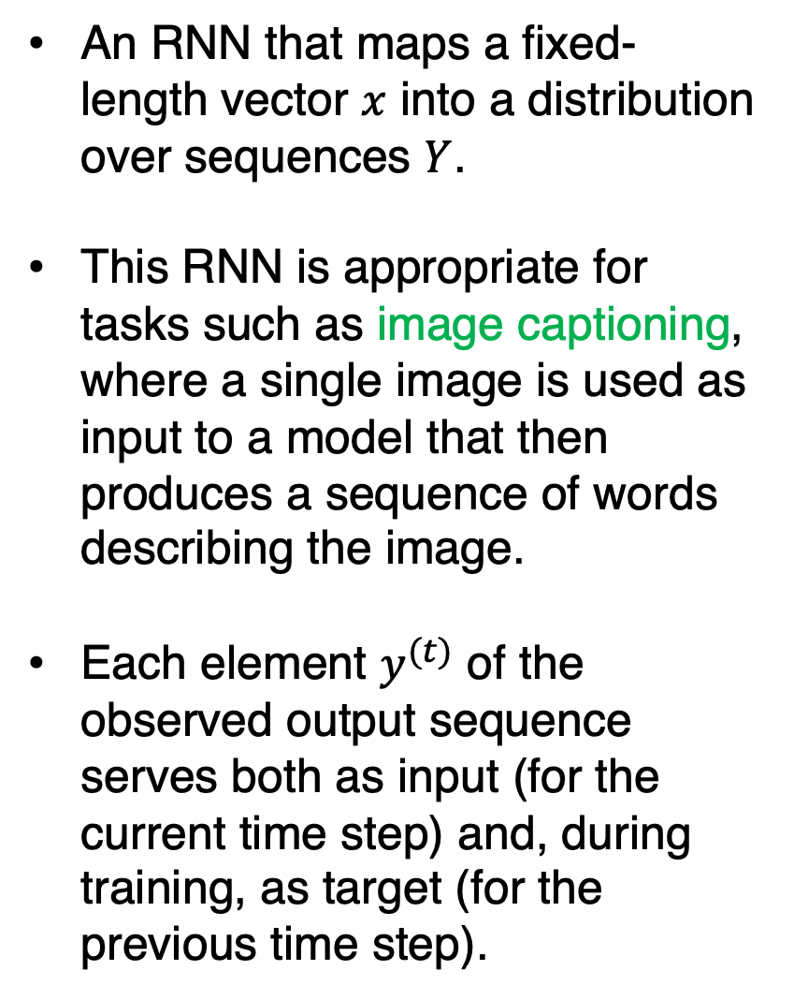 • An RNN that maps a fixed-
length vector x into a distribution
over sequences Y.
• This RNN is appropriate for
tasks such as image captioning,
where a single image is used as
input to a model that then
produces a sequence of words
describing the image.
• Each element y⁽ᵗ⁾ of the
observed output sequence
serves both as input (for the
current time step) and, during
training, as target (for the
previous time step).